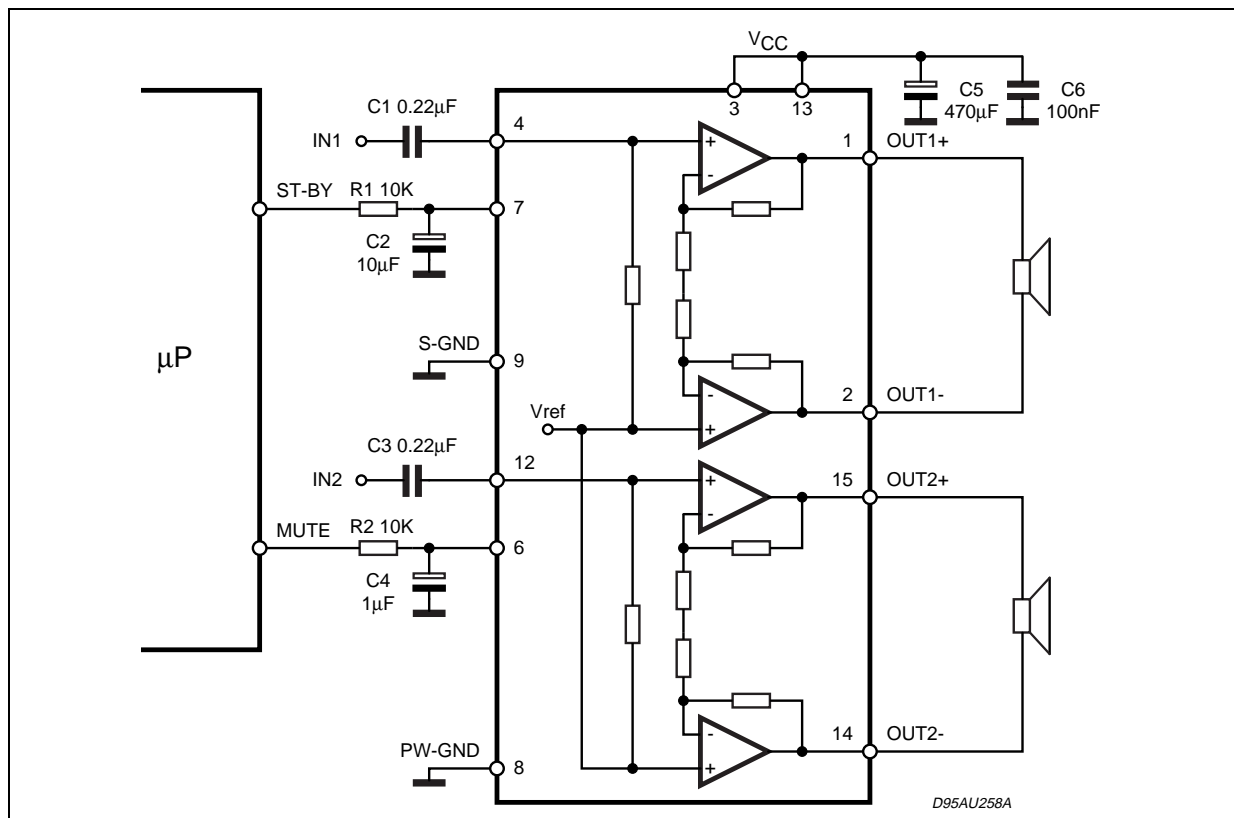 VCC
3
13
C5
470µF
C6
100nF
C1 0.22µF
IN1
4
+
-
1
OUT1+
ST-BY
R1 10K
7
C2
10µF
µP
S-GND
9
-
+
2
OUT1-
Vref
C3 0.22µF
IN2
12
+
-
15
OUT2+
MUTE
R2 10K
6
C4
1µF
-
+
14
OUT2-
PW-GND
8
D95AU258A